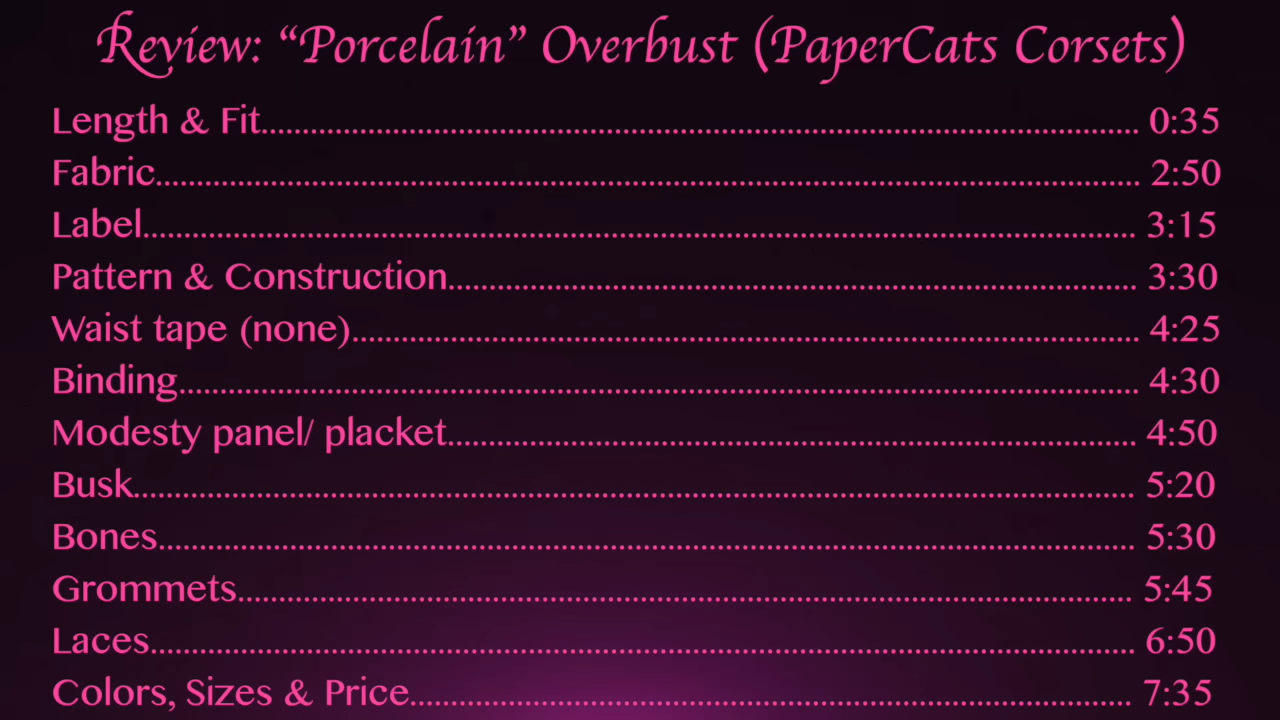 Review: “Porcelain” Overbust (PaperCats Corsets)
Length & Fit........................................................................................................ 0:35
Fabric..................................................................................................................... 2:50
Label....................................................................................................................... 3:15
Pattern & Construction................................................................................... 3:30
Waist tape (none).............................................................................................. 4:25
Binding................................................................................................................... 4:30
Modesty panel/ placket.................................................................................. 4:50
Busk........................................................................................................................ 5:20
Bones..................................................................................................................... 5:30
Grommets........................................................................................................... 5:45
Laces...................................................................................................................... 6:50
Colors, Sizes & Price...................................................................................... 7:35